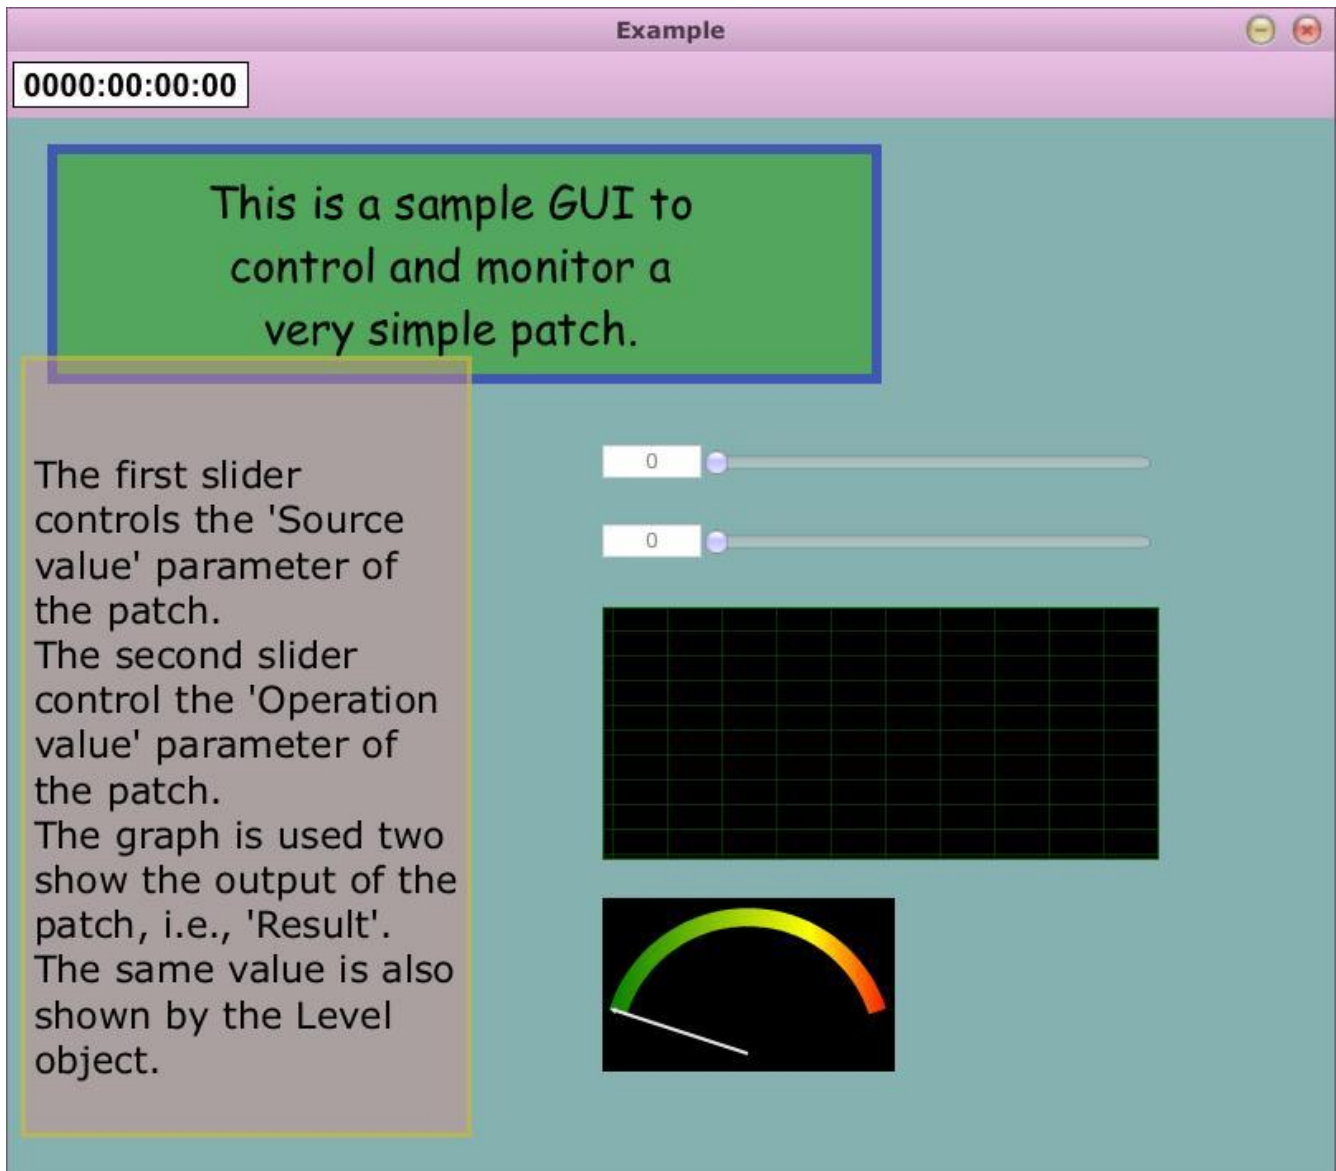 Example
0000:00:00:00
This is a sample GUI to
control and monitor a
very simple patch.
The first slider
controls the 'Source
value' parameter of
the patch.
The second slider
control the 'Operation
value' parameter of
the patch.
The graph is used two
show the output of the
patch, i.e., 'Result'.
The same value is also
shown by the Level
object.
0
0